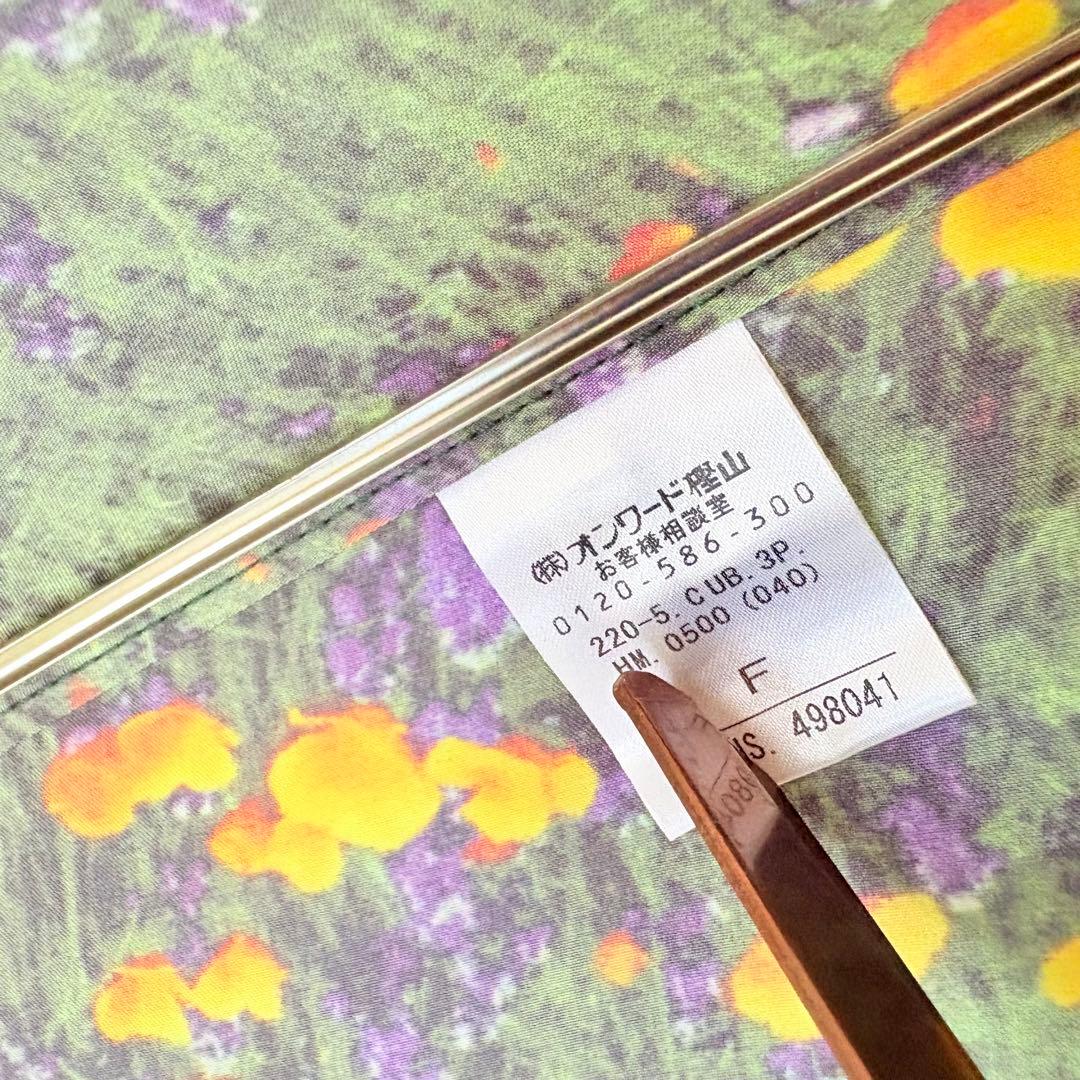 (株)オンワード樫山
お客様相談室
0120-586-300
220-5.CUB.3P.
HM. 0500 (040)
F
498041